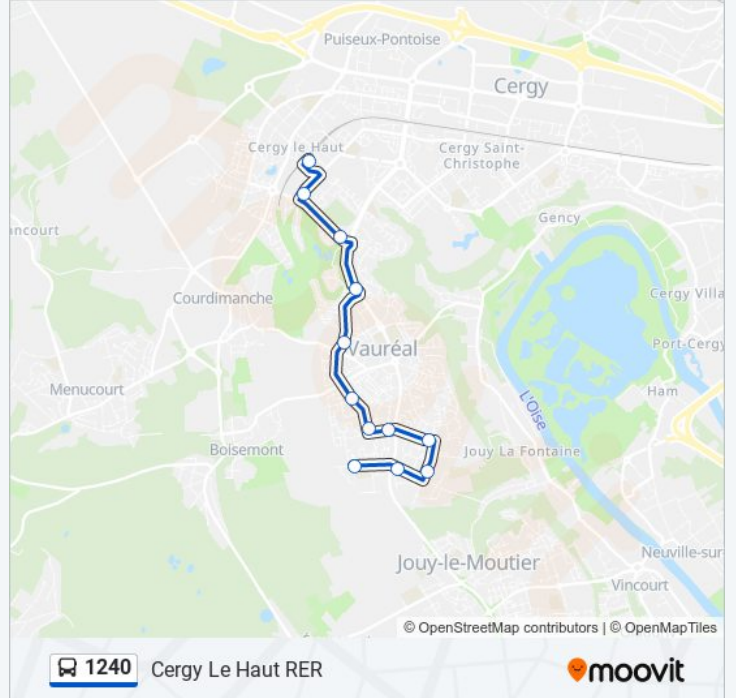 Puiseux-Pontoise
Cergy
Cergy le Haut
Cergy Saint-
Christophe
Gency
ancourt
Courdimanche
Cergy Villa
Port-Cergy
Vauréal
Menucourt
Ham
L'Oise
Boisemont
Jouy La Fontaine
Neuville-sur
Jouy-le-Moutier
Vincourt
© OpenStreetMap contributors | © OpenMapTiles
1240 Cergy Le Haut RER
moovit